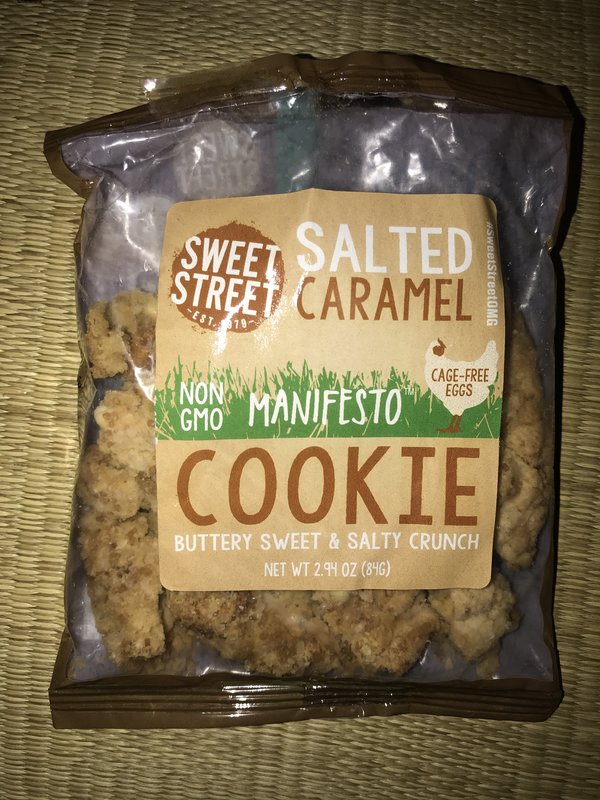 SWEET
STREET
-EST. 1979-
SALTED
CARAMEL
#SweetStreetOMG
NON
GMO
MANIFESTO™
CAGE-FREE
EGGS
COOKIE
BUTTERY SWEET & SALTY CRUNCH
NET WT 2.94 OZ (84G)